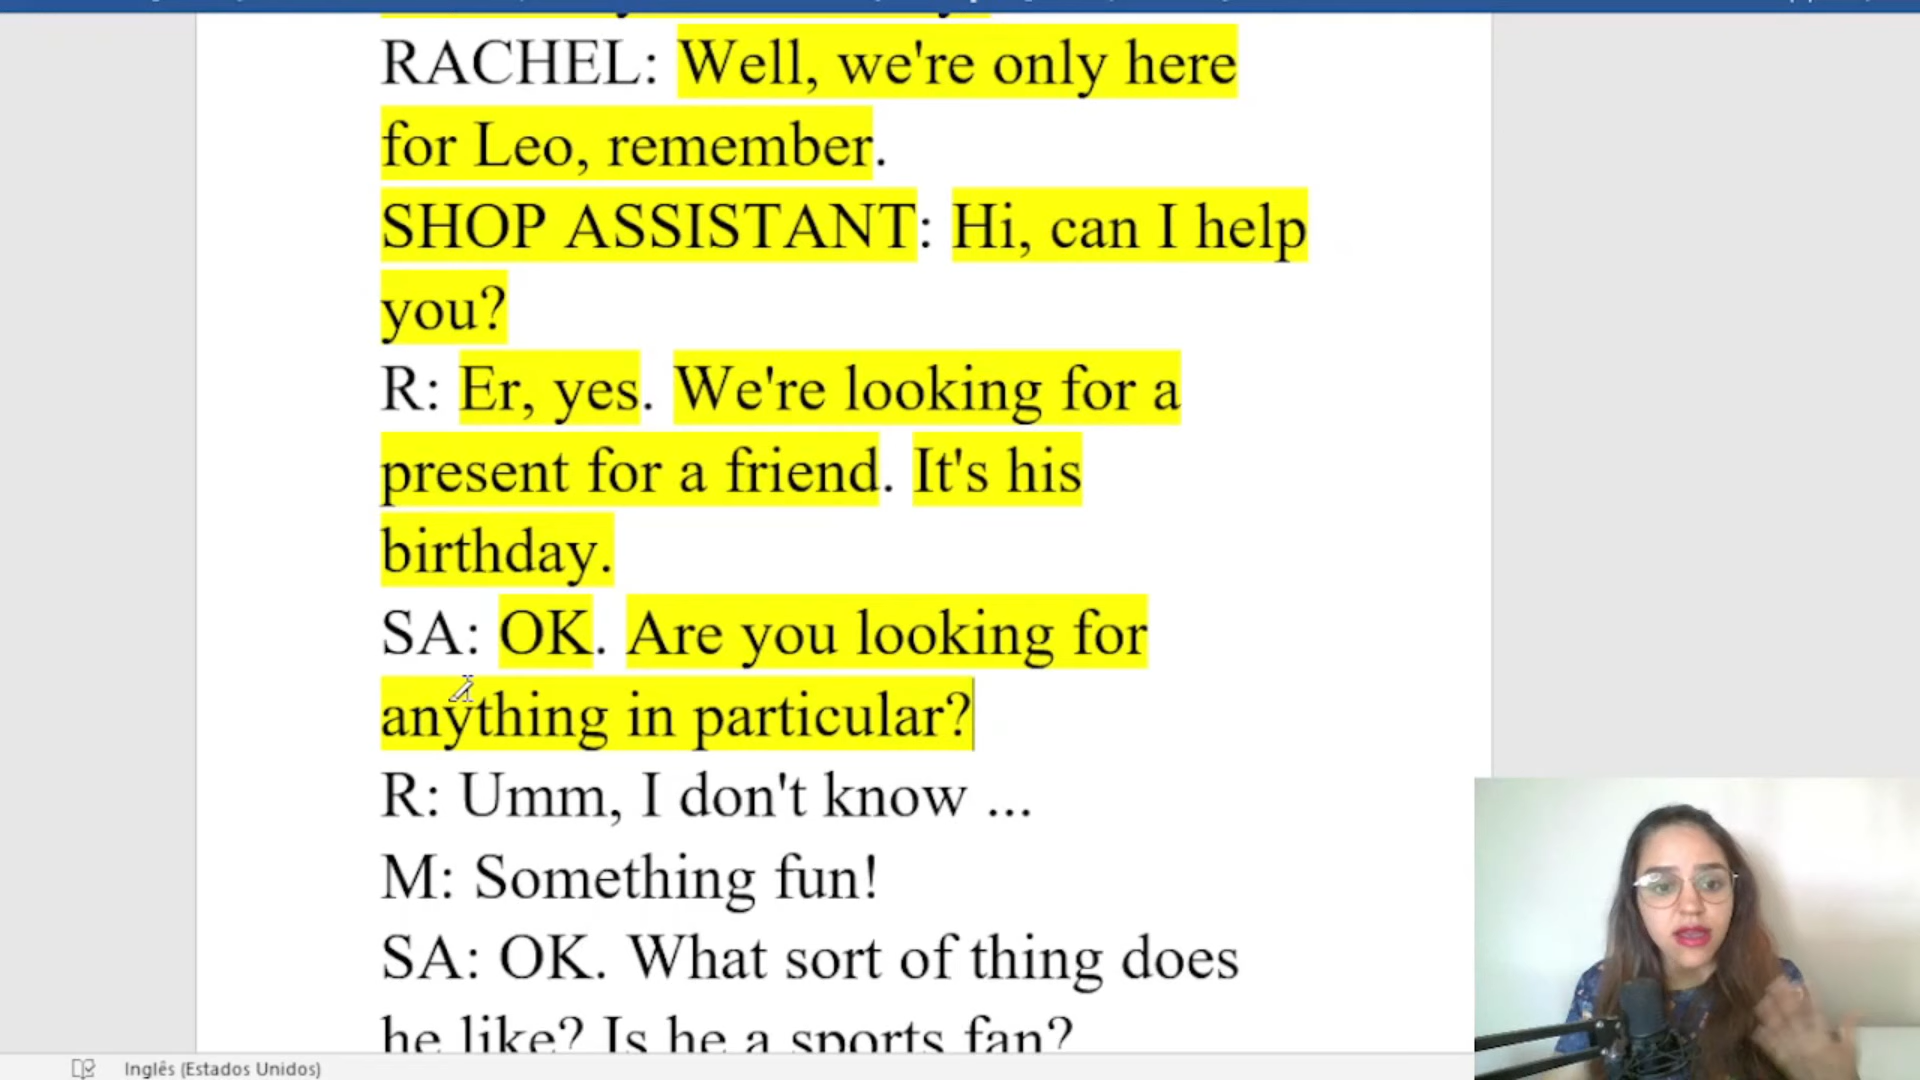 RACHEL: Well, we're only here
for Leo, remember.
SHOP ASSISTANT: Hi, can I help
you?
R: Er, yes. We're looking for a
present for a friend. It's his
birthday.
SA: OK. Are you looking for
anything in particular?
R: Umm, I don't know ...
M: Something fun!
SA: OK. What sort of thing does
he like? Is he a sports fan?
Inglês (Estados Unidos)